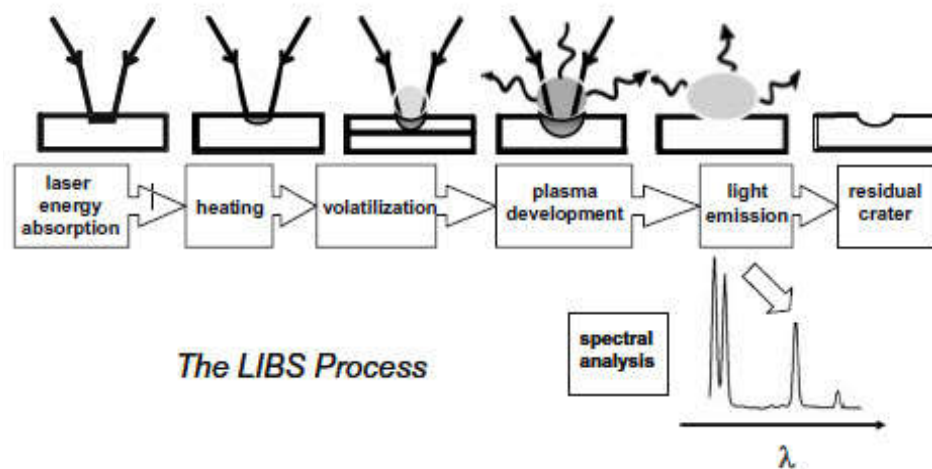 laser
energy
absorption
heating
volatilization
plasma
development
light
emission
residual
crater
spectral
analysis
The LIBS Process
λ